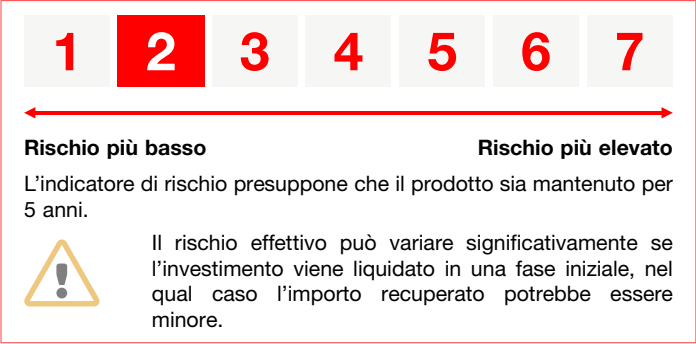 1 2 3 4 5 6 7
Rischio più basso Rischio più elevato
L'indicatore di rischio presuppone che il prodotto sia mantenuto per
5 anni.
Il rischio effettivo può variare significativamente se
l'investimento viene liquidato in una fase iniziale, nel
qual caso l'importo recuperato potrebbe essere
minore.